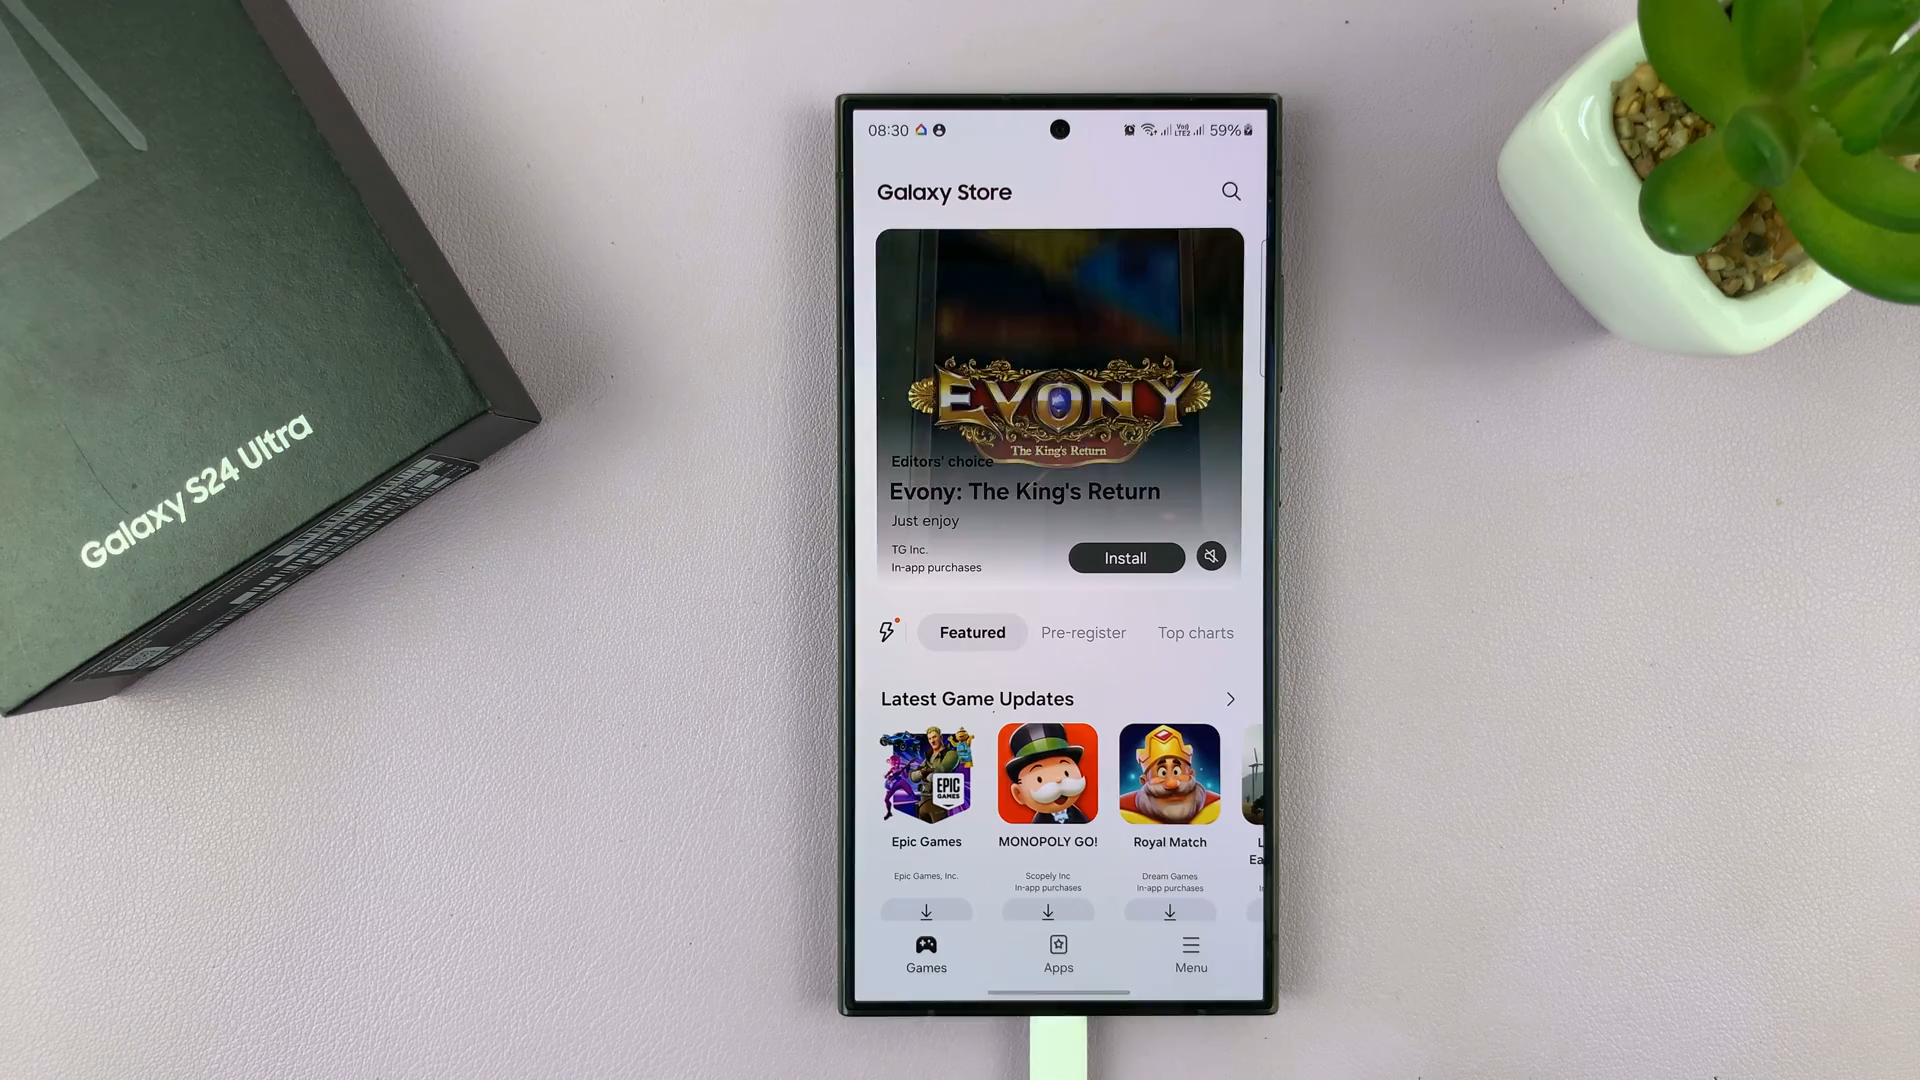 Galaxy S24 Ultra
08:30
Vo))
LTE2
59%
Galaxy Store
EVONY
The King's Return
Editors' choice
Evony: The King's Return
Just enjoy
TG Inc.
In-app purchases
Install
Featured
Pre-register
Top charts
Latest Game Updates
EPIC
GAMES
Epic Games
MONOPOLY GO!
Royal Match
L
Ea
Epic Games, Inc.
Scopely Inc
In-app purchases
Dream Games
In-app purchases
Games
Apps
Menu